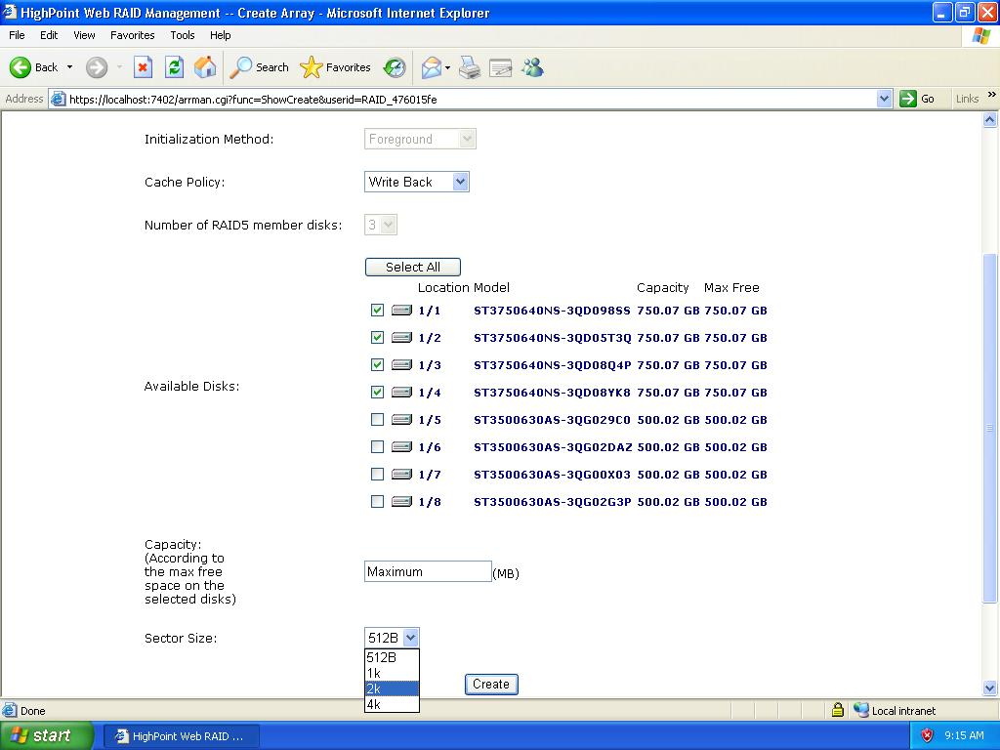 HighPoint Web RAID Management -- Create Array - Microsoft Internet Explorer
File Edit View Favorites Tools Help
Back Search Favorites
Address https://localhost:7402/arrman.cgi?func=ShowCreate&userid=RAID_476015fe Go Links »
Initialization Method: Foreground
Cache Policy: Write Back
Number of RAID5 member disks: 3
Select All
Location Model Capacity Max Free
1/1 ST3750640NS-3QD098SS 750.07 GB 750.07 GB
1/2 ST3750640NS-3QD05T3Q 750.07 GB 750.07 GB
1/3 ST3750640NS-3QD08Q4P 750.07 GB 750.07 GB
Available Disks:
1/4 ST3750640NS-3QD08YK8 750.07 GB 750.07 GB
1/5 ST3500630AS-3QG029C0 500.02 GB 500.02 GB
1/6 ST3500630AS-3QG02DAZ 500.02 GB 500.02 GB
1/7 ST3500630AS-3QG00X03 500.02 GB 500.02 GB
1/8 ST3500630AS-3QG02G3P 500.02 GB 500.02 GB
Capacity:
(According to
the max free
space on the
selected disks)
Maximum (MB)
Sector Size: 512B
512B
1k
2k
4k
Create
Done Local intranet
start HighPoint Web RAID ... 9:15 AM